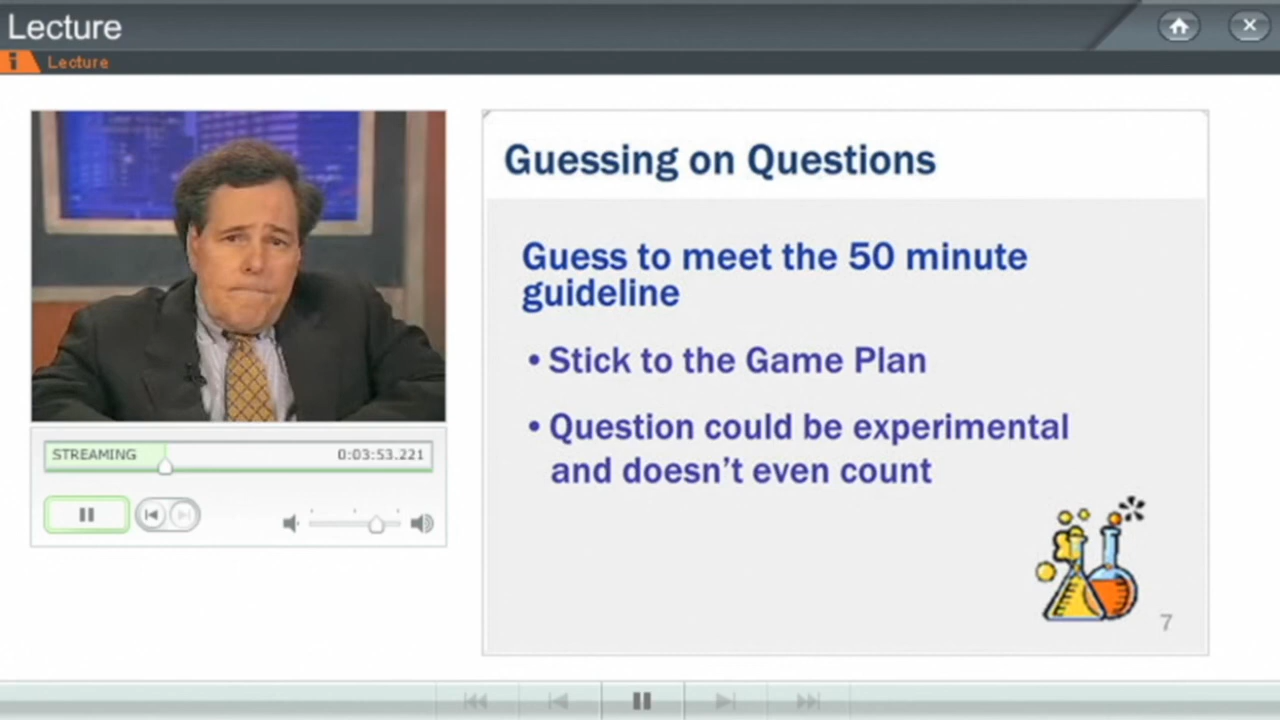 Lecture
i Lecture
Guessing on Questions
Guess to meet the 50 minute
guideline
• Stick to the Game Plan
• Question could be experimental
and doesn't even count
STREAMING 0:03:53.221
7